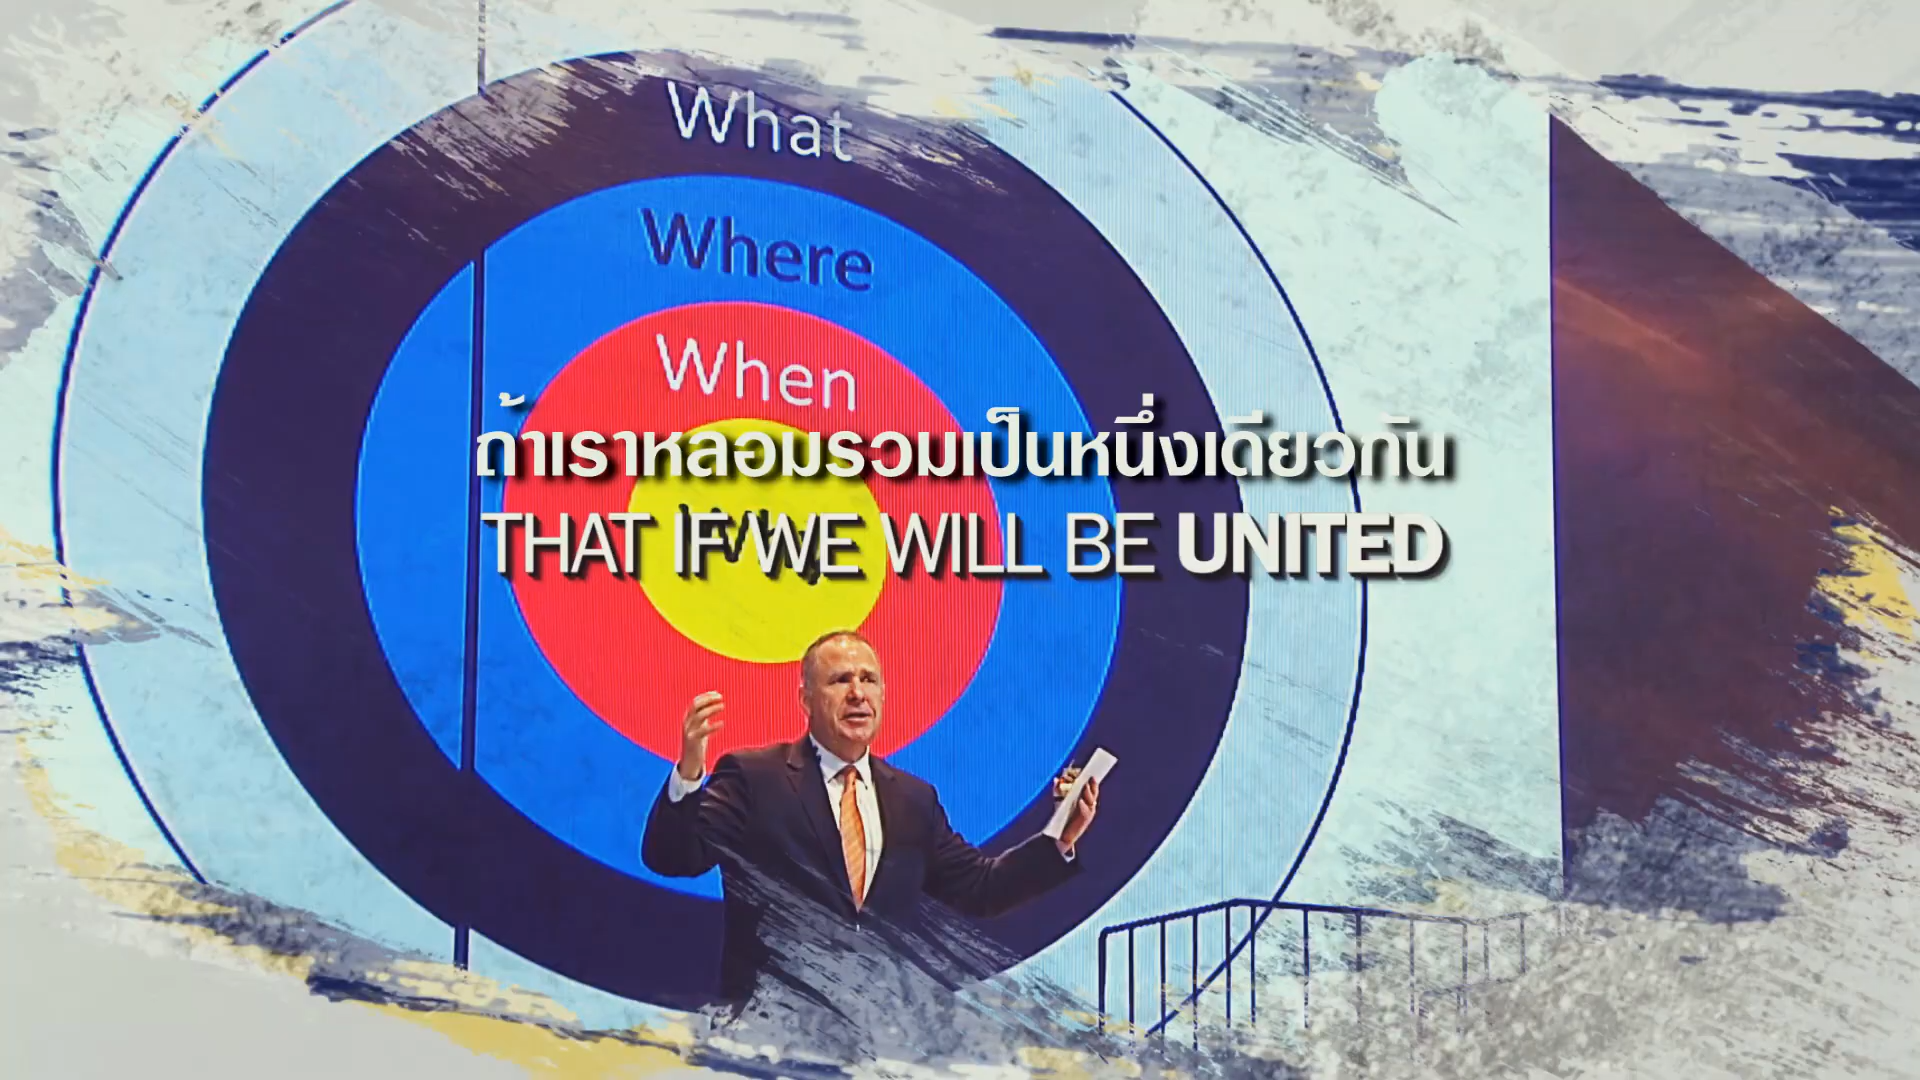 What
Where
When
ถ้าเราหลอมรวมเป็นหนึ่งเดียวกัน
THAT IF WE WILL BE UNITED